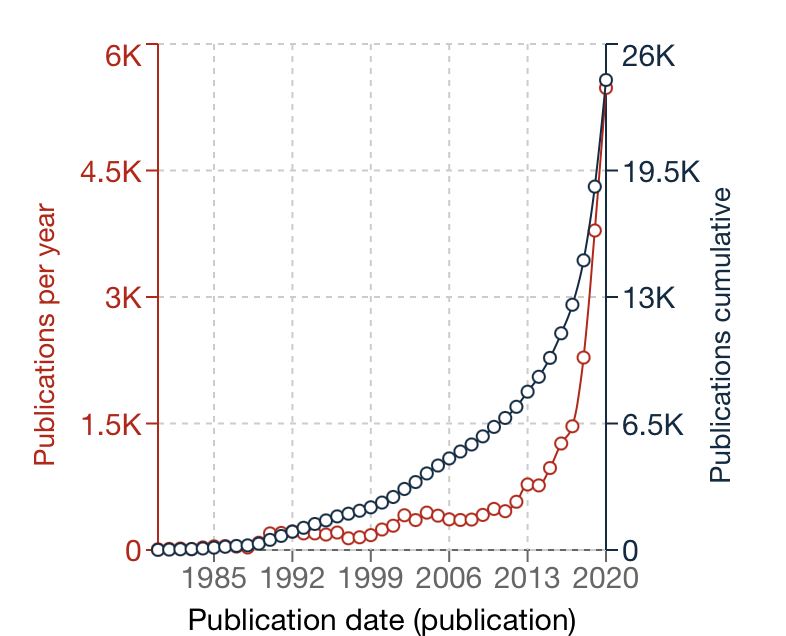 6K
26K
4.5K
19.5K
3K
13K
1.5K
6.5K
0
0
Publications per year
Publications cumulative
1985 1992 1999 2006 2013 2020
Publication date (publication)